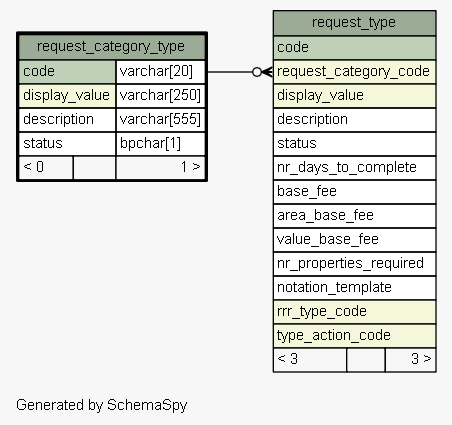 request_category_type
code varchar[20]
display_value varchar[250]
description varchar[555]
status bpchar[1]
< 0 1 >
request_type
code
request_category_code
display_value
description
status
nr_days_to_complete
base_fee
area_base_fee
value_base_fee
nr_properties_required
notation_template
rrr_type_code
type_action_code
< 3 3 >
Generated by SchemaSpy